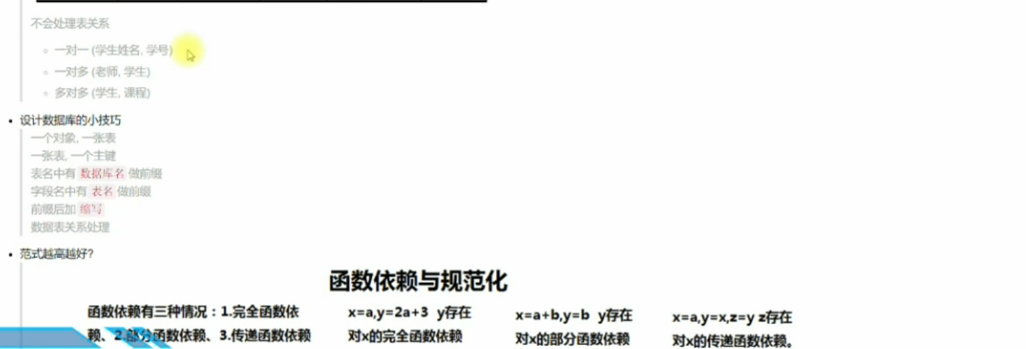 不会处理表关系
一对一 (学生姓名, 学号)
一对多 (老师, 学生)
多对多 (学生, 课程)
设计数据库的小技巧
一个对象, 一张表
一张表, 一个主键
表名中有 数据库名 做前缀
字段名中有 表名 做前缀
前缀后加 缩写
数据表关系处理
范式越高越好?
函数依赖与规范化
函数依赖有三种情况：1.完全函数依
赖、2.部分函数依赖、3.传递函数依赖
x=a,y=2a+3 y存在
对x的完全函数依赖
x=a+b,y=b y存在
对x的部分函数依赖
x=a,y=x,z=y z存在
对x的传递函数依赖。